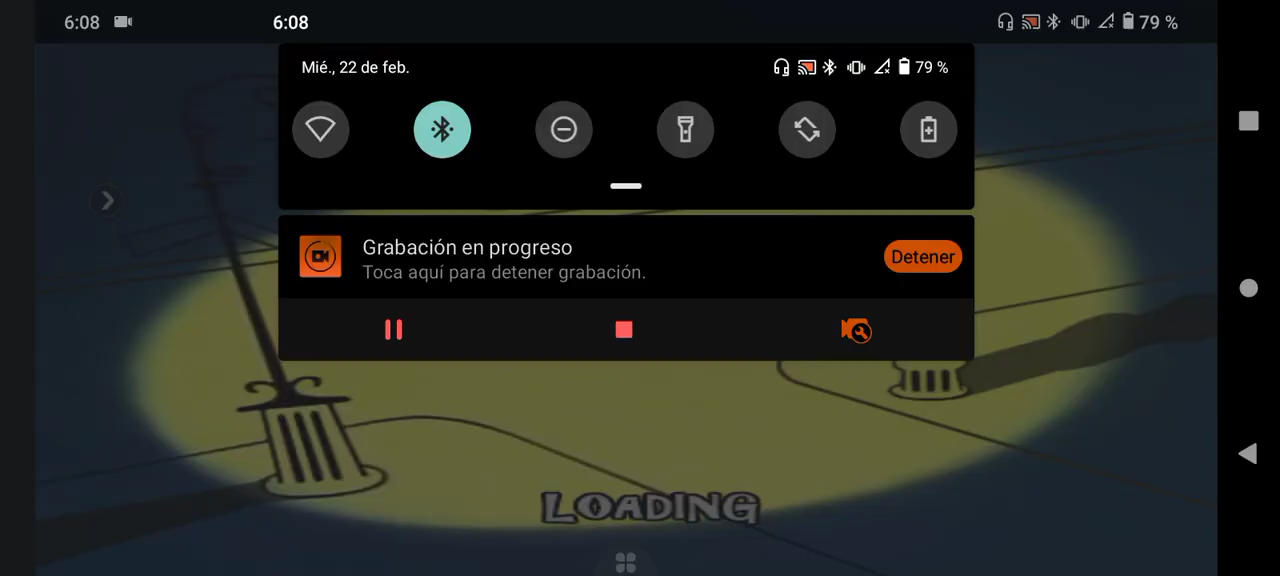 6:08
6:08
79 %
Mié., 22 de feb.
79 %
Grabación en progreso
Toca aquí para detener grabación.
Detener
LOADING